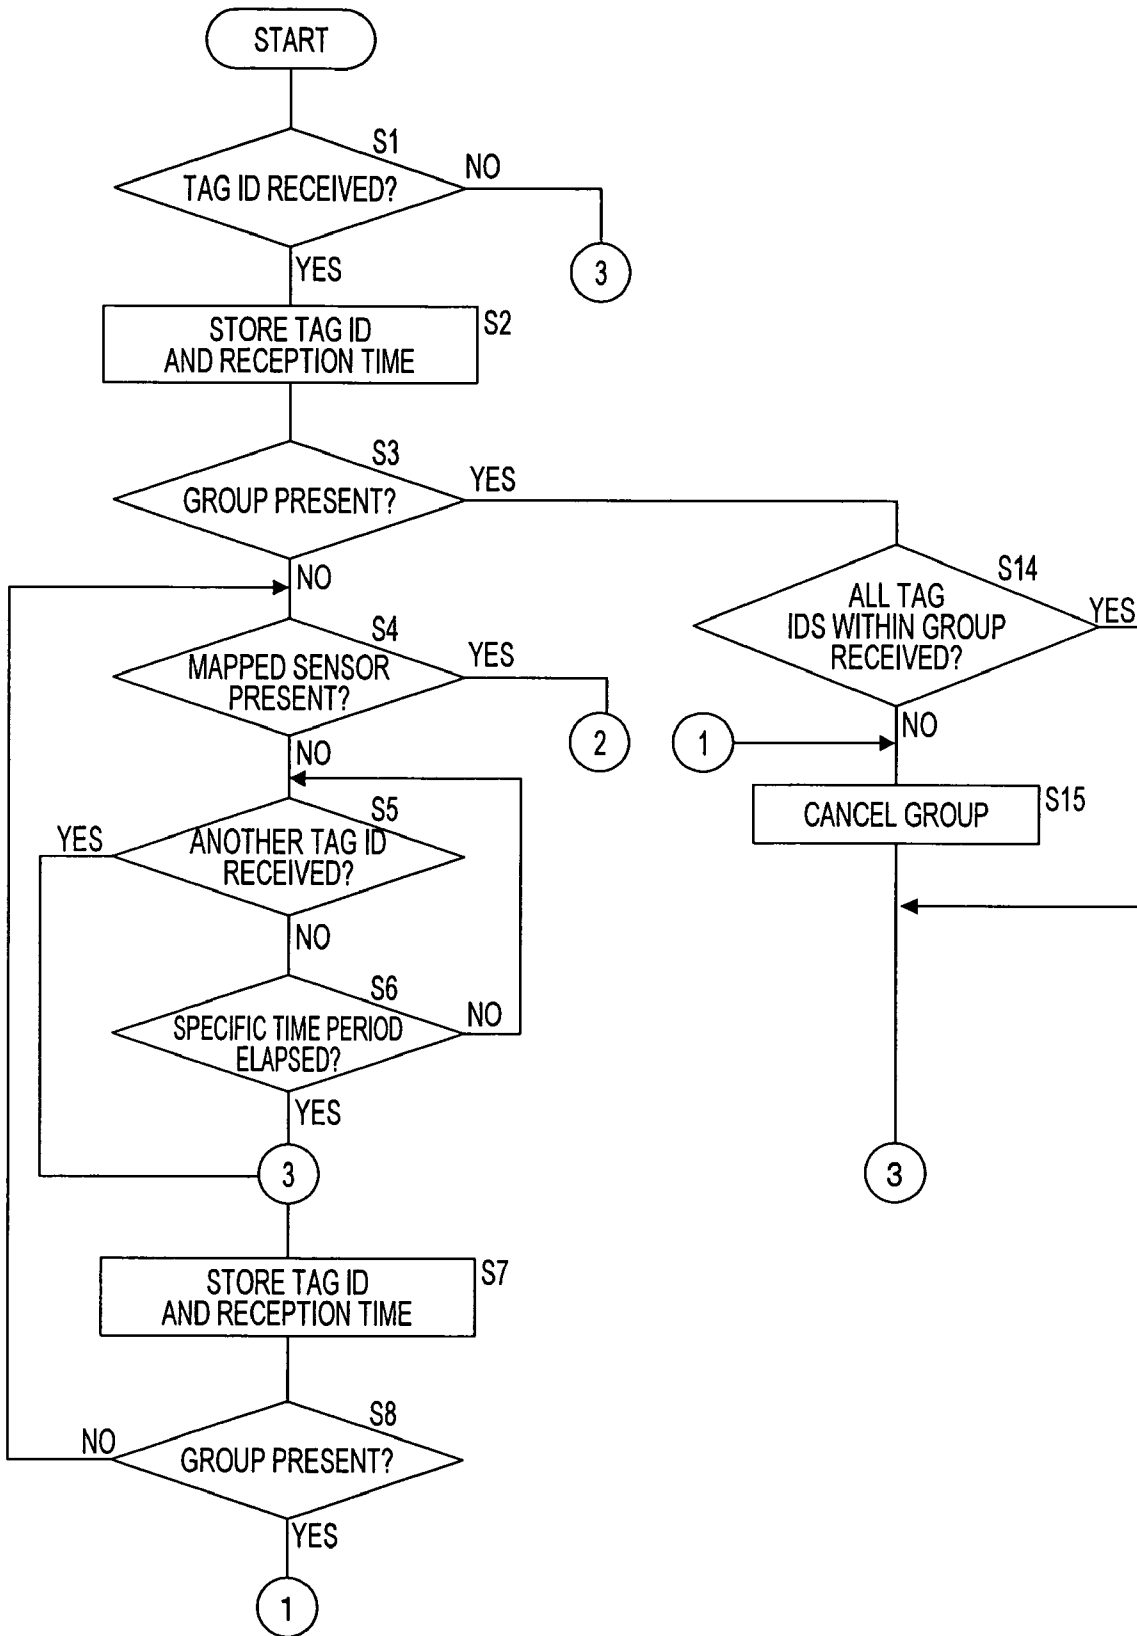 START
S1
TAG ID RECEIVED?
NO
3
YES
STORE TAG ID
AND RECEPTION TIME
S2
S3
GROUP PRESENT?
YES
NO
S14
ALL TAG
IDS WITHIN GROUP
RECEIVED?
YES
NO
S4
MAPPED SENSOR
PRESENT?
YES
2
NO
1
CANCEL GROUP
S15
S5
ANOTHER TAG ID
RECEIVED?
YES
NO
S6
SPECIFIC TIME PERIOD
ELAPSED?
NO
YES
3
3
STORE TAG ID
AND RECEPTION TIME
S7
S8
GROUP PRESENT?
NO
YES
1